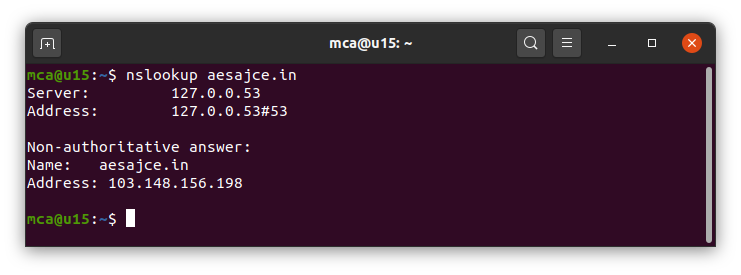 mca@u15: ~
mca@u15:~$ nslookup aesajce.in
Server:         127.0.0.53
Address:        127.0.0.53#53
Non-authoritative answer:
Name:   aesajce.in
Address: 103.148.156.198
mca@u15:~$